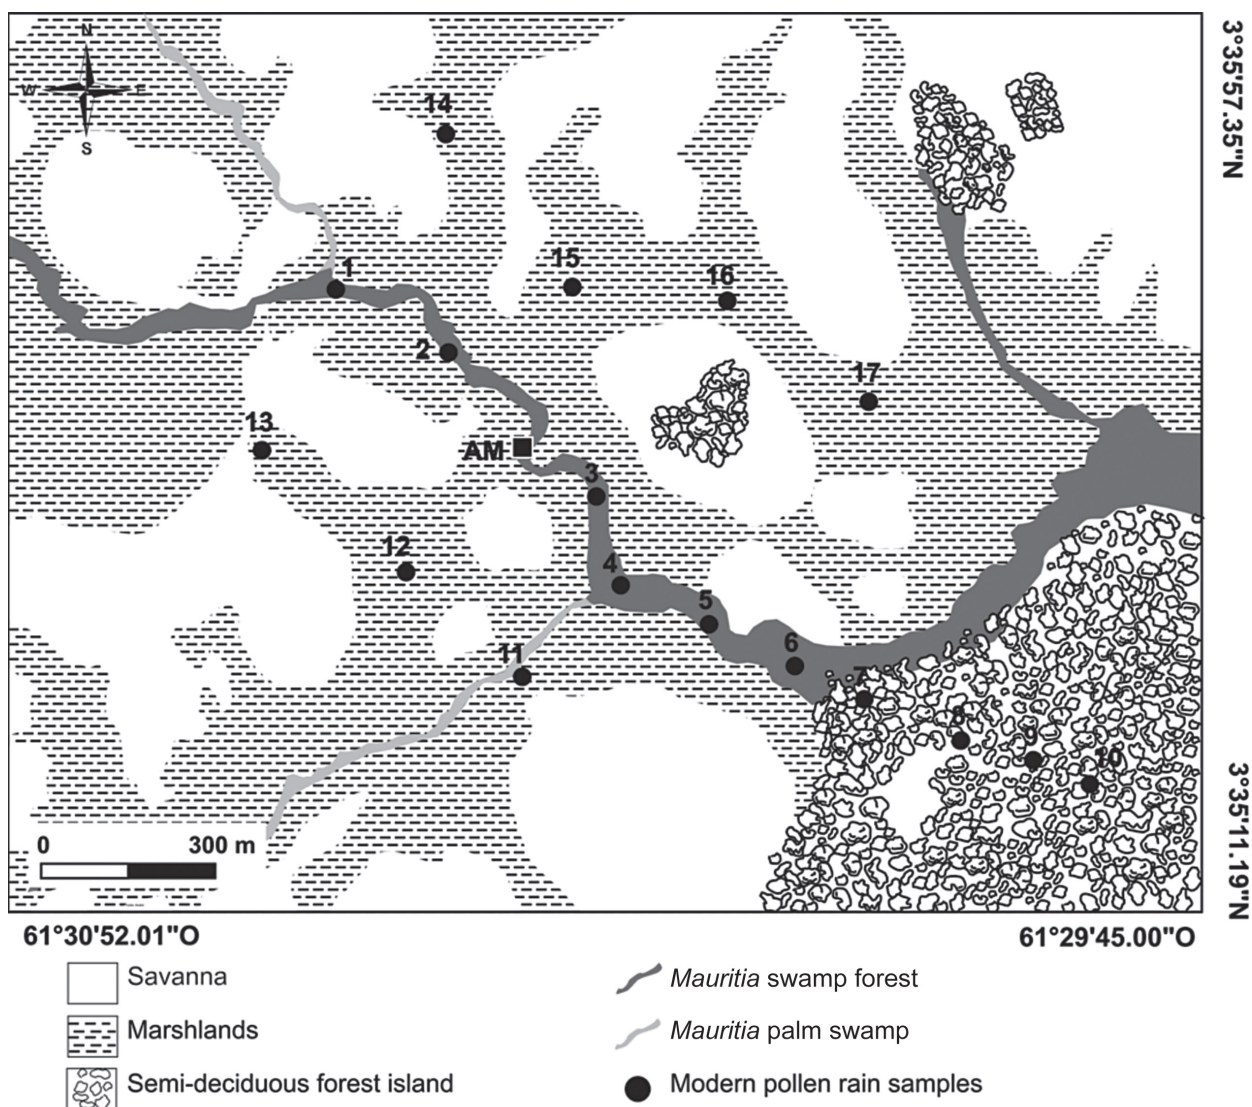 N
W E
S
14
1
15
16
2
17
13
AM
3
12
4
5
6
11
7
8
9
10
0 300 m
3°35'57.35"N
3°35'11.19"N
61°30'52.01"O
61°29'45.00"O
Savanna
Marshlands
Semi-deciduous forest island
Mauritia swamp forest
Mauritia palm swamp
Modern pollen rain samples